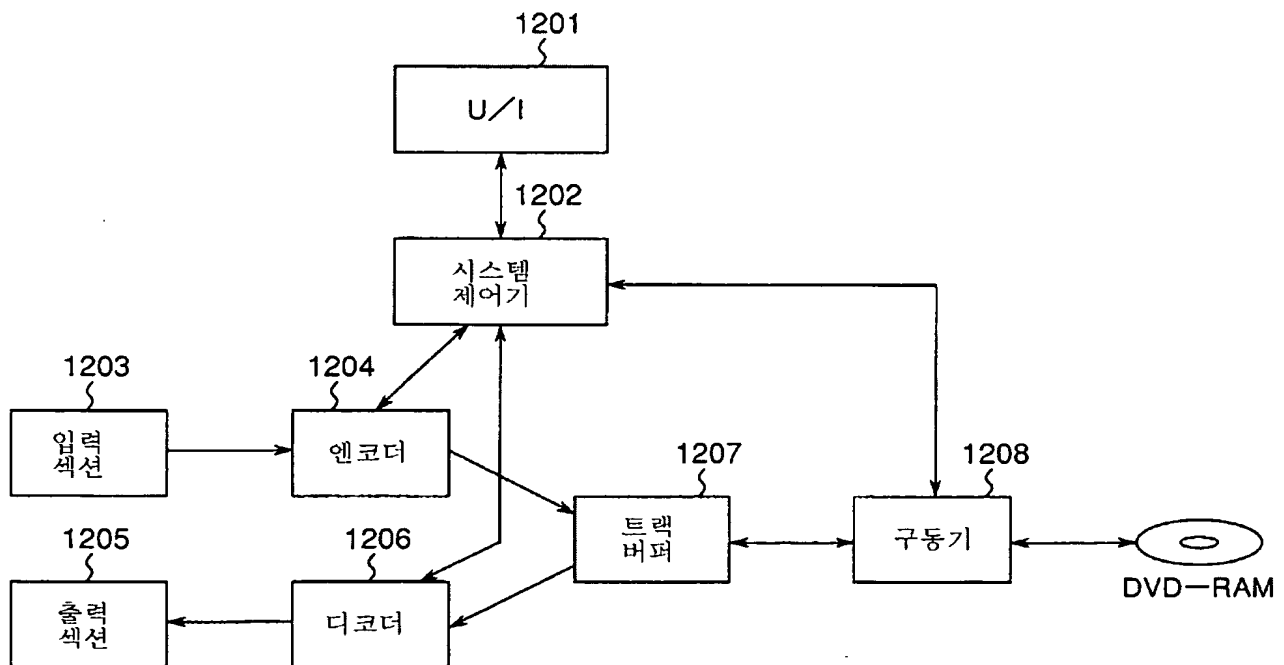 1201
U/I
1202
시스템
제어기
1203
입력
섹션
1204
앤코더
1207
트랙
버퍼
1208
구동기
DVD-RAM
1205
출력
섹션
1206
디코더